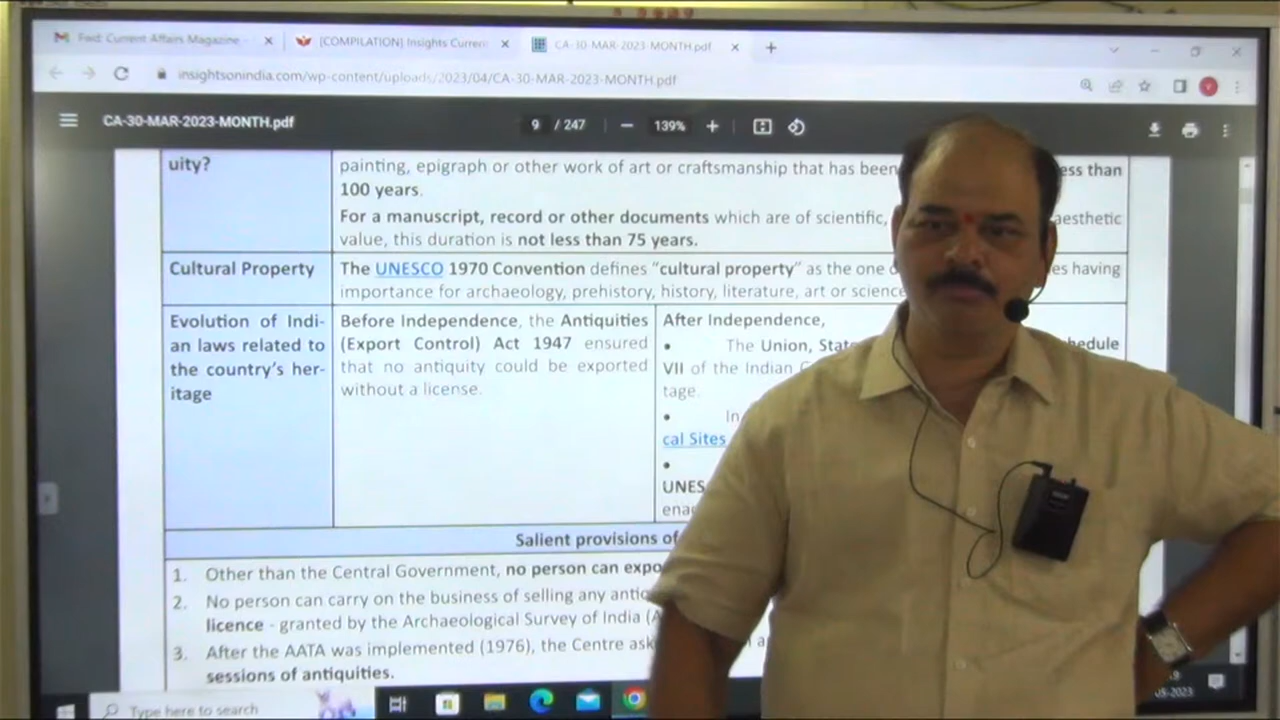 Fwd: Current Affairs Magazine -
[COMPILATION] Insights Curren
CA-30-MAR-2023-MONTH.pdf
insightsonindia.com/wp-content/uploads/2023/04/CA-30-MAR-2023-MONTH.pdf
CA-30-MAR-2023-MONTH.pdf
9 / 247
139%
uity?
painting, epigraph or other work of art or craftsmanship that has been ess than
100 years.
For a manuscript, record or other documents which are of scientific, aesthetic
value, this duration is not less than 75 years.
Cultural Property
The UNESCO 1970 Convention defines “cultural property” as the one o es having
importance for archaeology, prehistory, history, literature, art or science
Evolution of Indi-
an laws related to
the country’s her-
itage
Before Independence, the Antiquities
(Export Control) Act 1947 ensured
that no antiquity could be exported
without a license.
After Independence,
• The Union, State hedule
VII of the Indian C
tage.
• In
cal Sites
•
UNES
enac
Salient provisions of
1. Other than the Central Government, no person can expo
2. No person can carry on the business of selling any antiq
licence - granted by the Archaeological Survey of India (A
3. After the AATA was implemented (1976), the Centre ask
sessions of antiquities.
Type here to search
05-2023